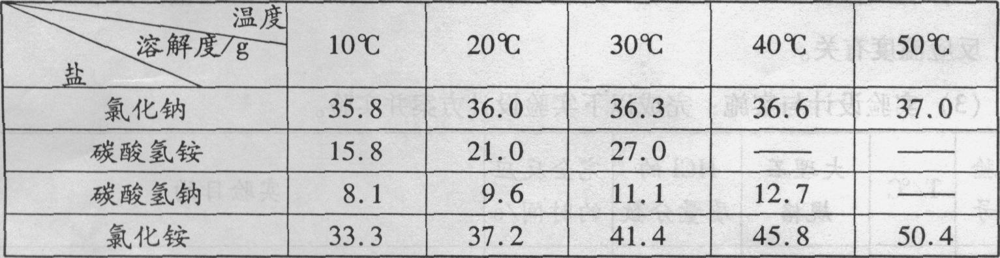 温度
溶解度/g
盐
10℃ 20℃ 30℃ 40℃ 50℃
氯化钠 35.8 36.0 36.3 36.6 37.0
碳酸氢铵 15.8 21.0 27.0 — —
碳酸氢钠 8.1 9.6 11.1 12.7 —
氯化铵 33.3 37.2 41.4 45.8 50.4